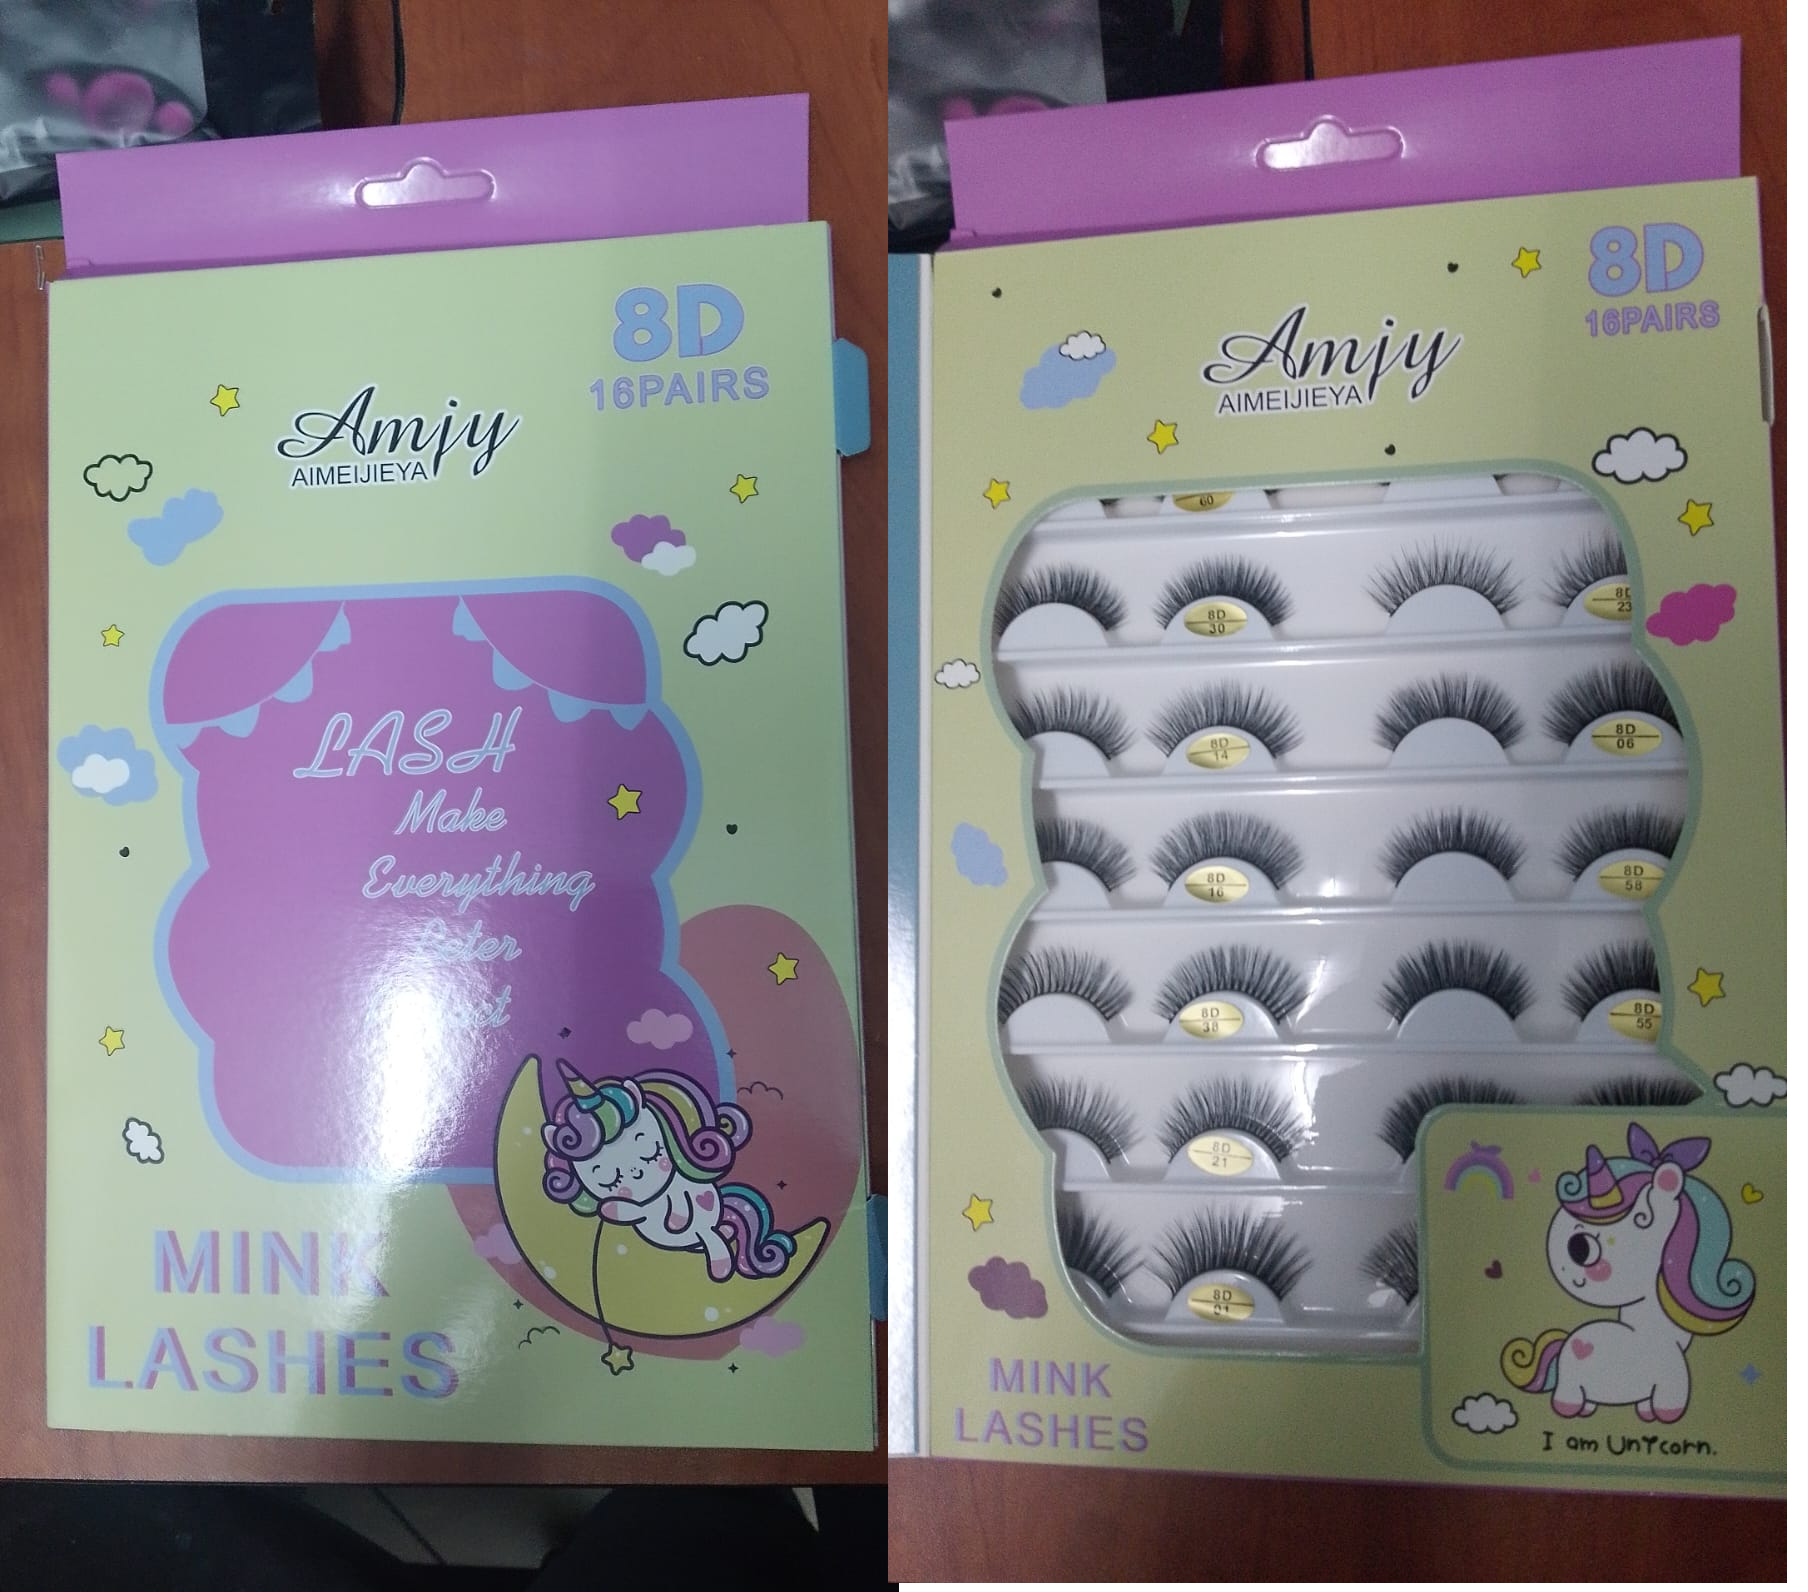 8D
16PAIRS
Amjy
AIMEIJIEYA
LASH
Make
Everything
MINK
LASHES
8D
16PAIRS
Amjy
AIMEIJIEYA
60
8D
30
23
8D
14
8D
06
8D
16
8D
58
8D
38
8D
55
8D
21
8D
MINK
LASHES
I am Unycorn.